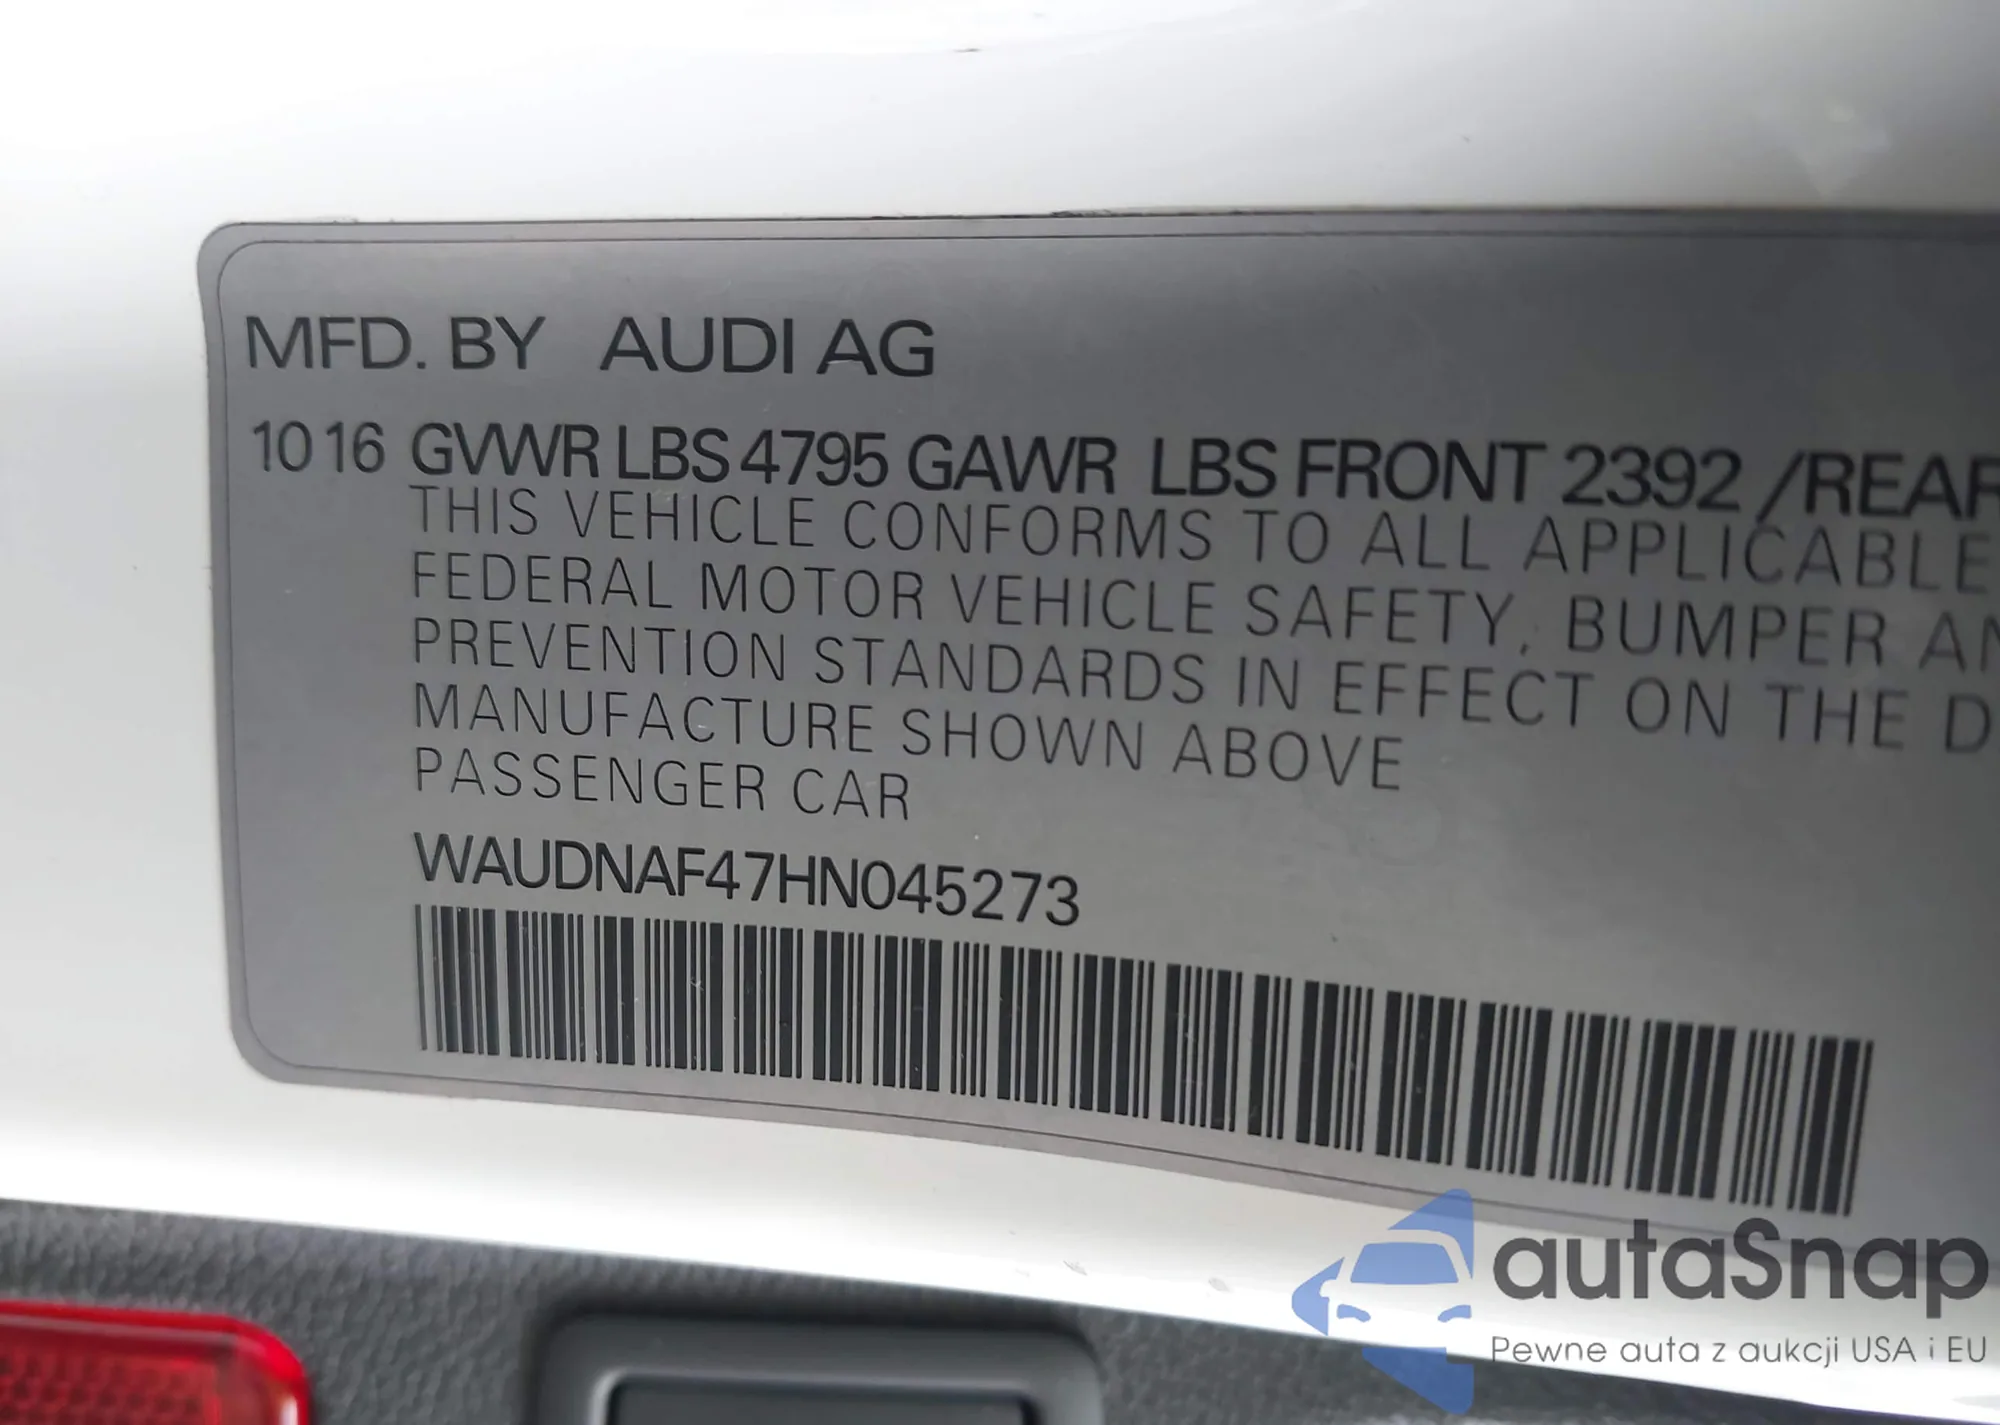 MFD. BY AUDI AG
10 16 GVWR LBS 4795 GAWR LBS FRONT 2392 /REAR
THIS VEHICLE CONFORMS TO ALL APPLICABLE
FEDERAL MOTOR VEHICLE SAFETY, BUMPER AN
PREVENTION STANDARDS IN EFFECT ON THE D
MANUFACTURE SHOWN ABOVE
PASSENGER CAR
WAUDNAF47HN045273
autaSnap
Pewne auta z aukcji USA i EU